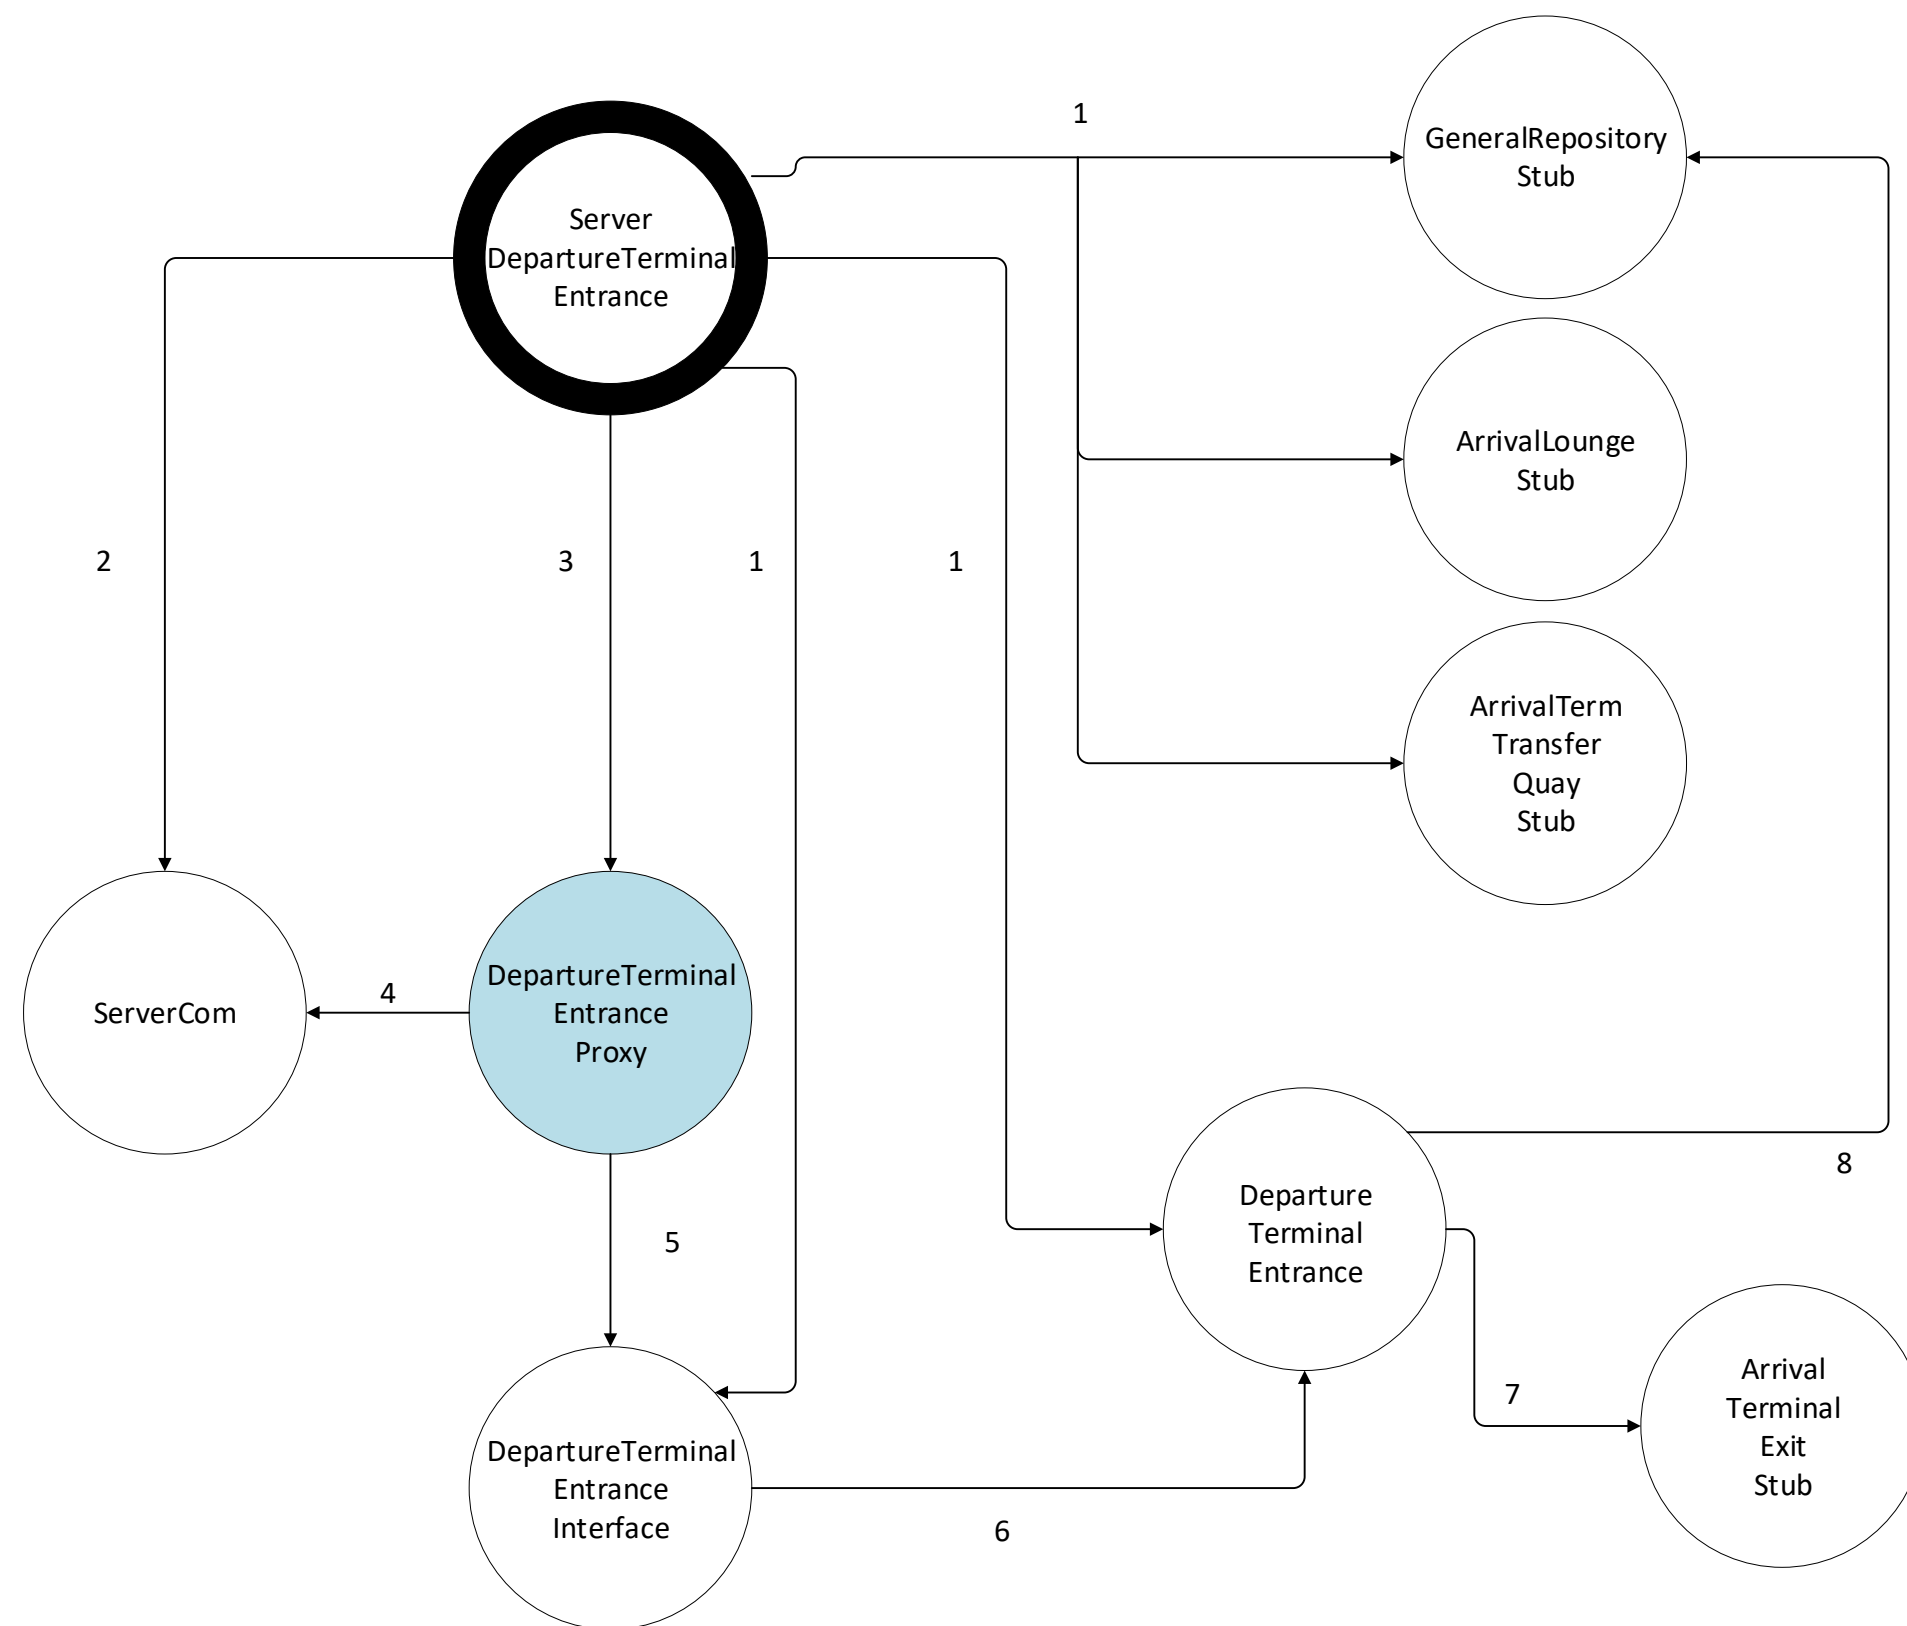 1
GeneralRepository
Stub
Server
DepartureTerminal
Entrance
ArrivalLounge
Stub
2
3
1
1
ArrivalTerm
Transfer
Quay
Stub
DepartureTerminal
Entrance
Proxy
4
ServerCom
8
Departure
Terminal
Entrance
5
7
Arrival
Terminal
Exit
Stub
DepartureTerminal
Entrance
Interface
6